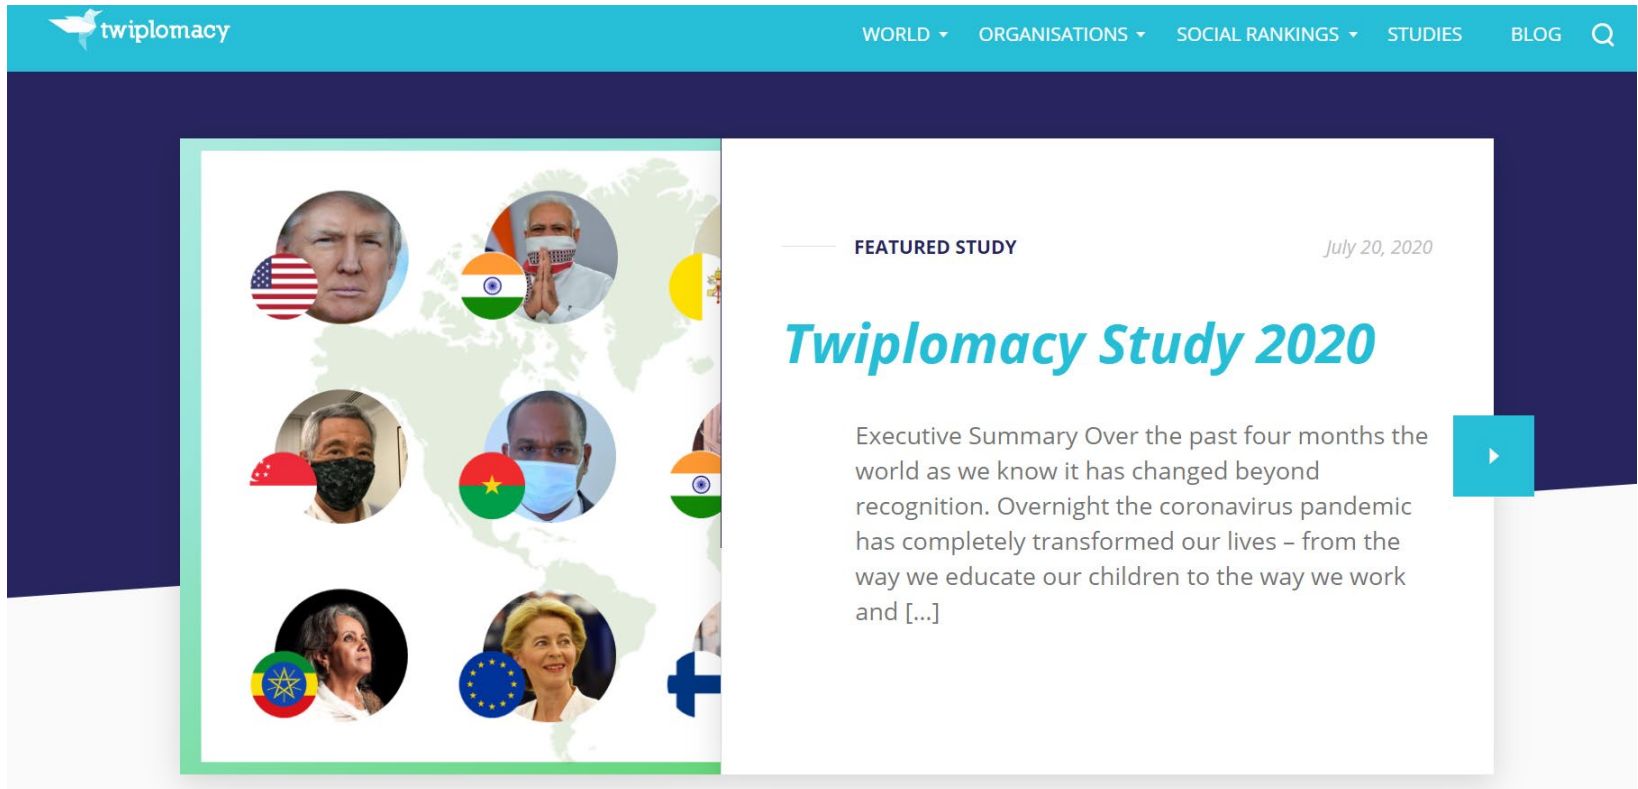 twiplomacy
WORLD
ORGANISATIONS
SOCIAL RANKINGS
STUDIES
BLOG
FEATURED STUDY
July 20, 2020
Twiplomacy Study 2020
Executive Summary Over the past four months the
world as we know it has changed beyond
recognition. Overnight the coronavirus pandemic
has completely transformed our lives – from the
way we educate our children to the way we work
and [...]